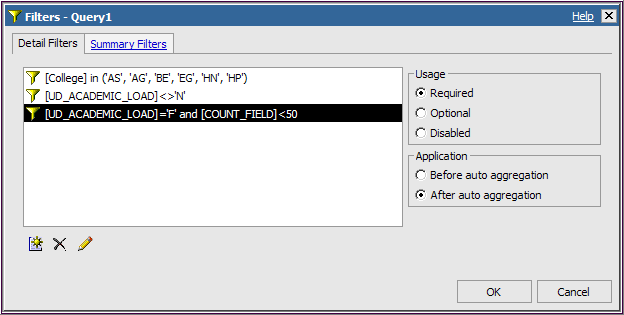 Filters - Query1
Help
Detail Filters Summary Filters
[College] in ('AS', 'AG', 'BE', 'EG', 'HN', 'HP')
[UD_ACADEMIC_LOAD]<>'N'
[UD_ACADEMIC_LOAD]='F' and [COUNT_FIELD]<50
Usage
Required
Optional
Disabled
Application
Before auto aggregation
After auto aggregation
OK Cancel